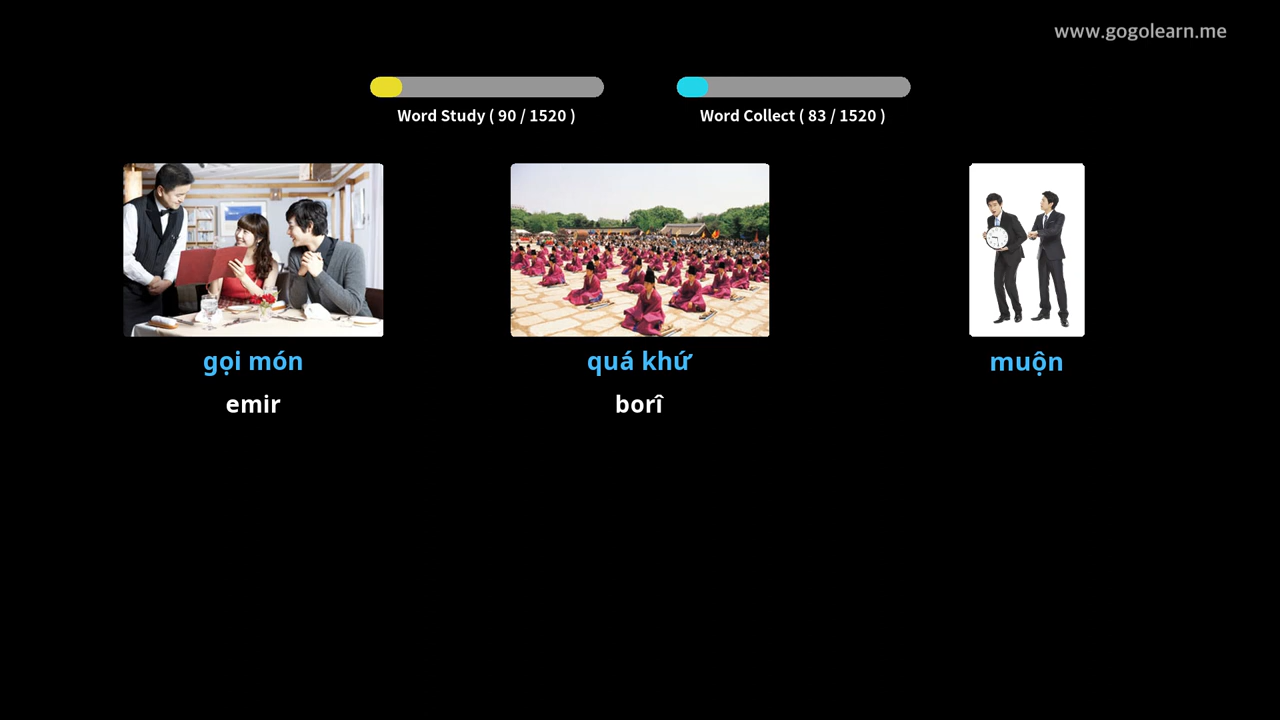 www.gogolearn.me
Word Study ( 90 / 1520 )
Word Collect ( 83 / 1520 )
gọi món
quá khứ
muộn
emir
borî